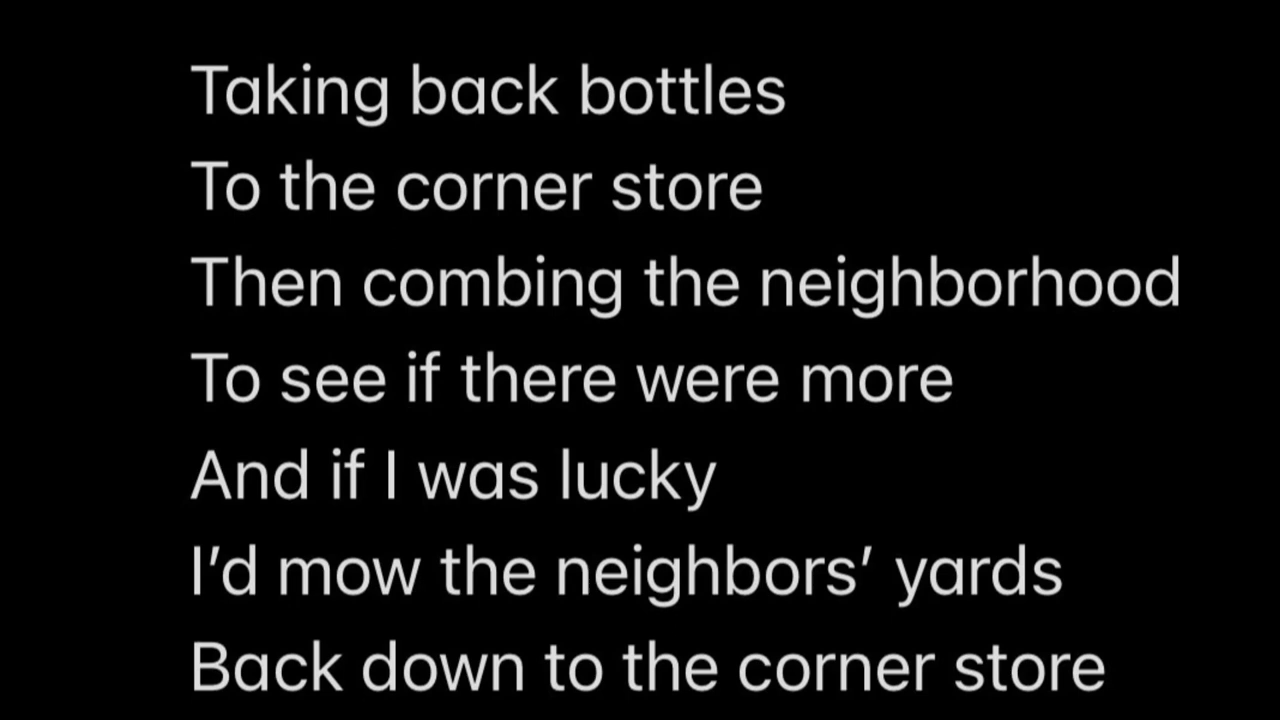 Taking back bottles
To the corner store
Then combing the neighborhood
To see if there were more
And if I was lucky
I’d mow the neighbors’ yards
Back down to the corner store